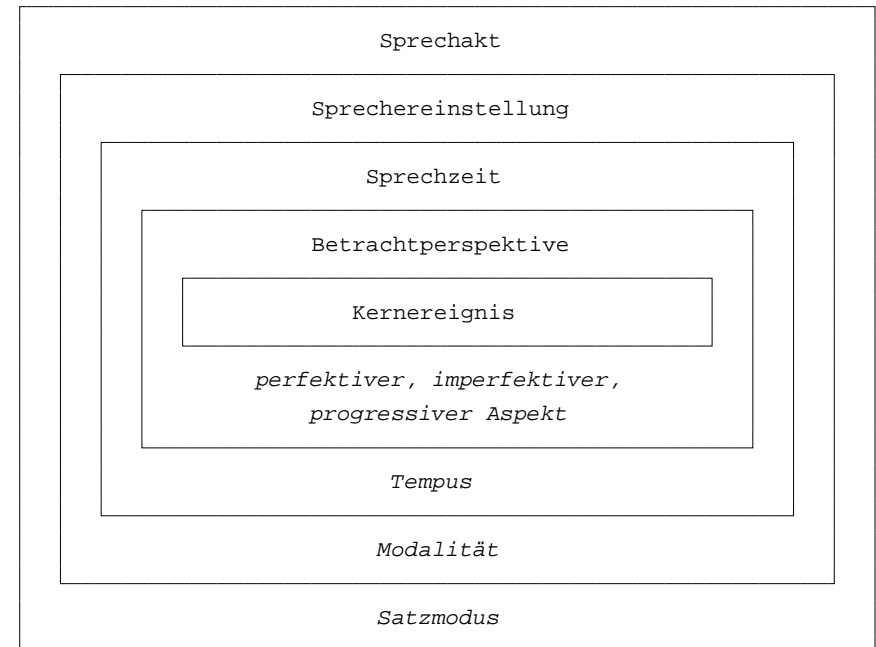 Sprechakt
Sprechereinstellung
Sprechzeit
Betrachtperspektive
Kernereignis
perfektiver, imperfektiver,
progressiver Aspekt
Tempus
Modalität
Satzmodus